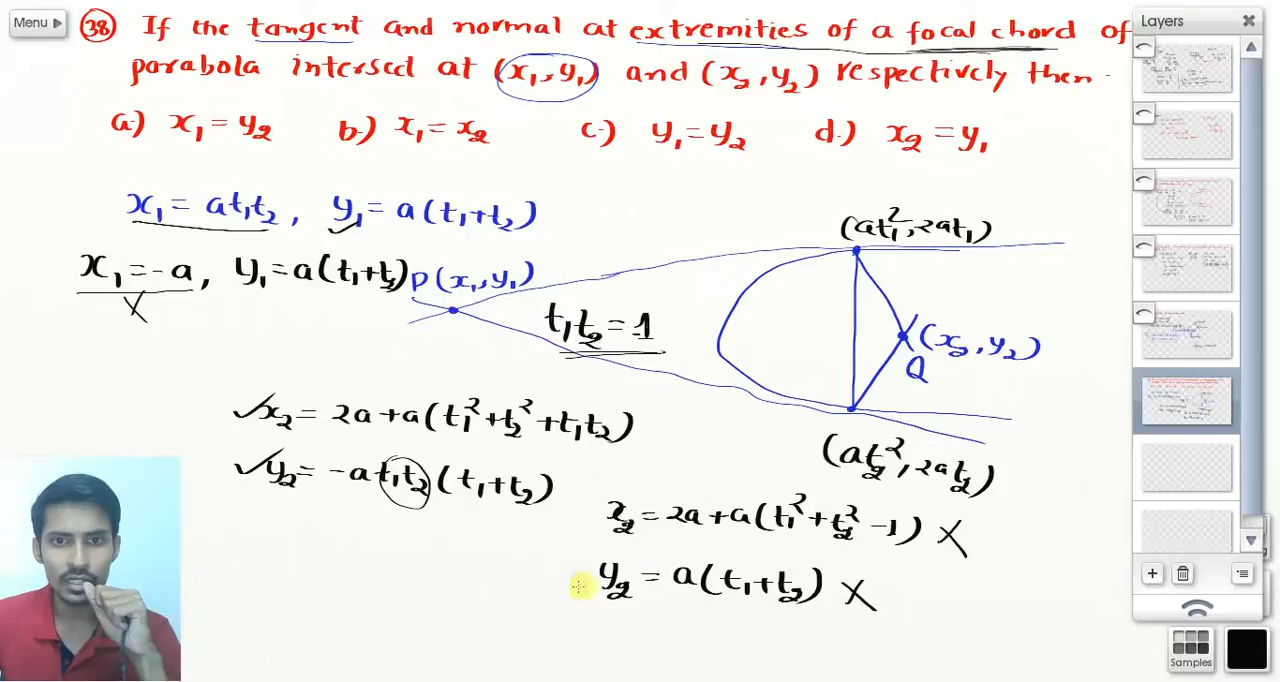 Menu ▶
(38) If the tangent and normal at extremities of a focal chord of
parabola intersect at (x₁, y₁) and (x₂, y₂) respectively then.
a.) x₁ = y₂ b.) x₁ = x₂ c.) y₁ = y₂ d.) x₂ = y₁
x₁ = at₁t₂, y₁ = a(t₁+t₂)
(at₁², 2at₁)
x₁ = -a, y₁ = a(t₁+t₂)
P(x₁, y₁)
X
t₁t₂ = -1
(x₂, y₂)
Q
x₂ = 2a + a(t₁² + t₂² + t₁t₂)
(at₂², 2at₂)
y₂ = -at₁t₂(t₁+t₂)
x₂ = 2a + a(t₁² + t₂² - 1) X
y₂ = a(t₁+t₂) X
Layers
Samples